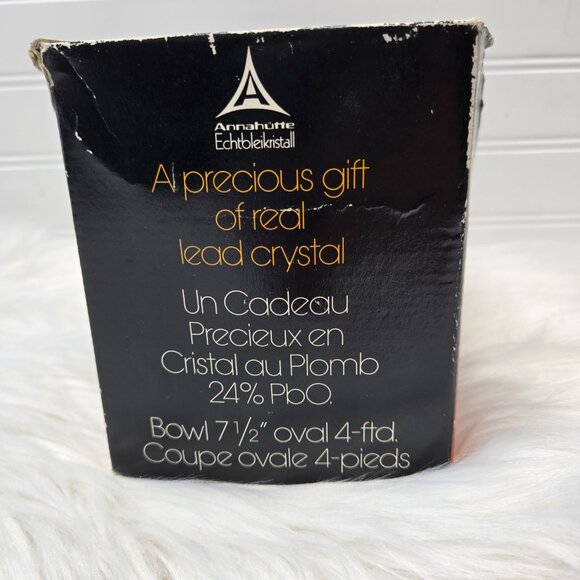 Annahütte
Echtbleikristall
A precious gift
of real
lead crystal
Un Cadeau
Precieux en
Cristal au Plomb
24% PbO.
Bowl 7 1/2" oval 4-ftd.
Coupe ovale 4-pieds